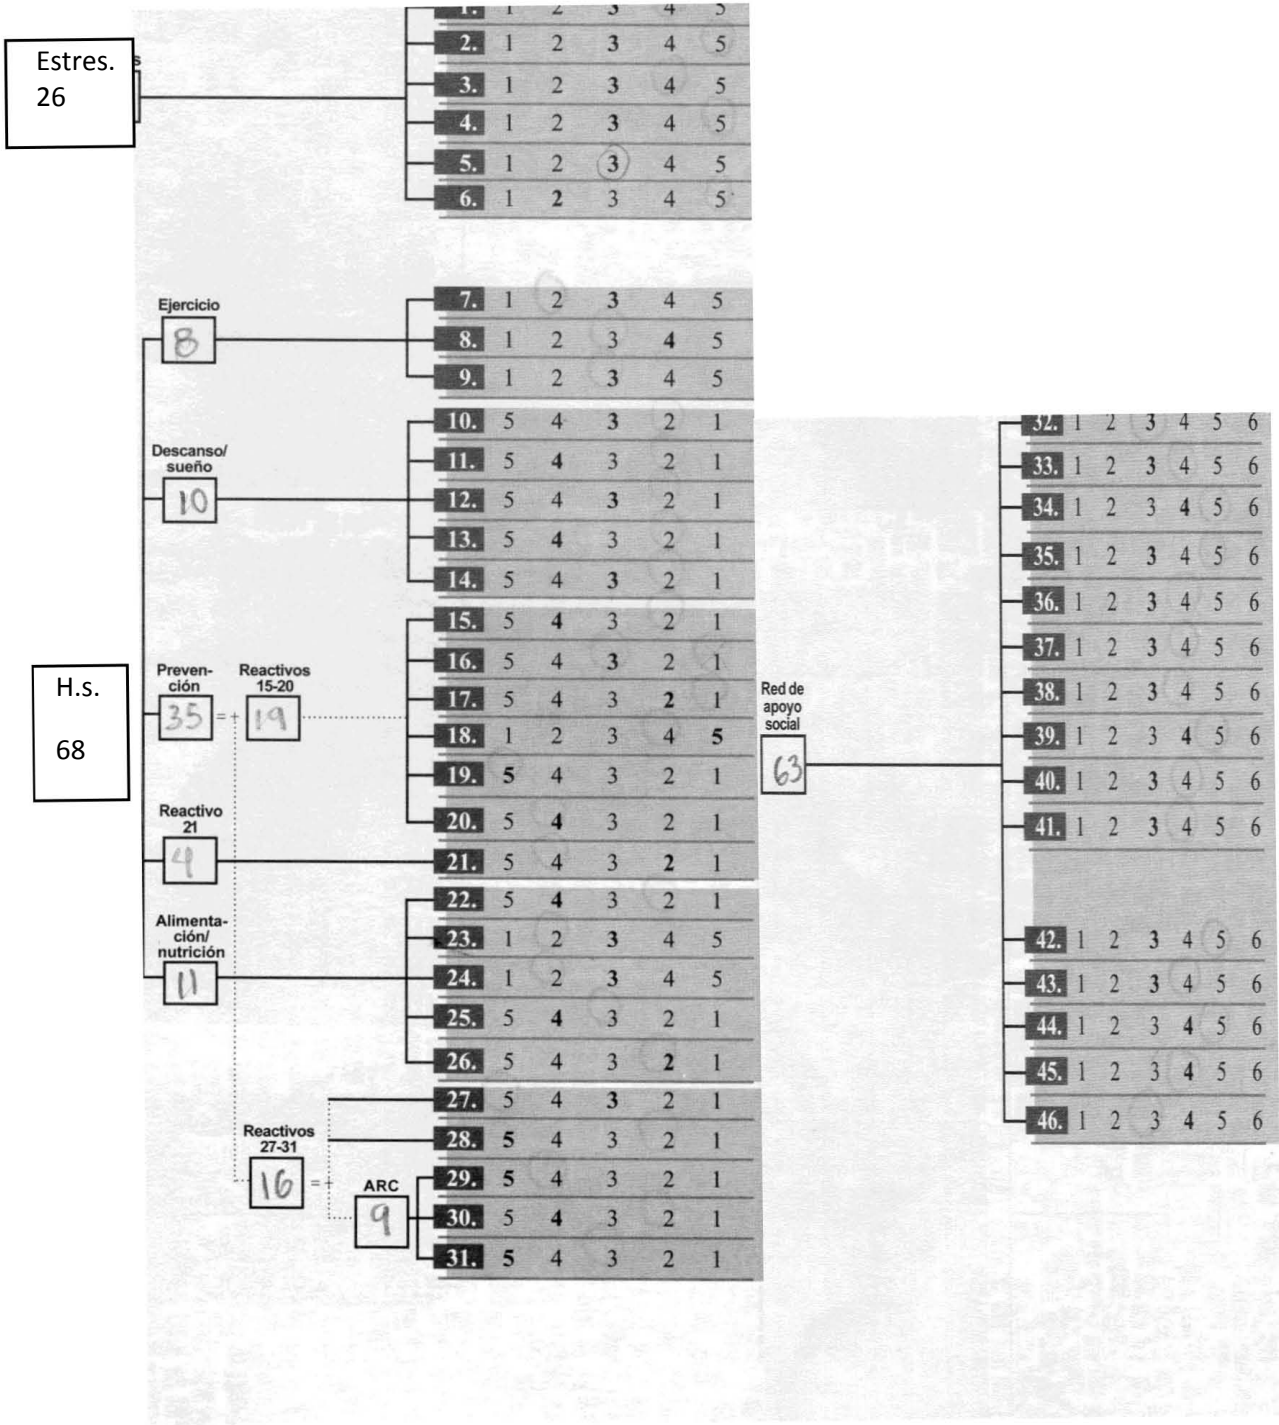 Estres.
26
1. 1 2 3 4 5
2. 1 2 3 4 5
3. 1 2 3 4 5
4. 1 2 3 4 5
5. 1 2 3 4 5
6. 1 2 3 4 5
Ejercicio
8
7. 1 2 3 4 5
8. 1 2 3 4 5
9. 1 2 3 4 5
Descanso/
sueño
10
10. 5 4 3 2 1
11. 5 4 3 2 1
12. 5 4 3 2 1
13. 5 4 3 2 1
14. 5 4 3 2 1
H.s.
68
Preven-
ción
35 = +
Reactivos
15-20
19
15. 5 4 3 2 1
16. 5 4 3 2 1
17. 5 4 3 2 1
18. 1 2 3 4 5
19. 5 4 3 2 1
20. 5 4 3 2 1
Reactivo
21
4
21. 5 4 3 2 1
Alimenta-
ción/
nutrición
11
22. 5 4 3 2 1
23. 1 2 3 4 5
24. 1 2 3 4 5
25. 5 4 3 2 1
26. 5 4 3 2 1
Reactivos
27-31
16 = +
ARC
9
27. 5 4 3 2 1
28. 5 4 3 2 1
29. 5 4 3 2 1
30. 5 4 3 2 1
31. 5 4 3 2 1
Red de
apoyo
social
63
32. 1 2 3 4 5 6
33. 1 2 3 4 5 6
34. 1 2 3 4 5 6
35. 1 2 3 4 5 6
36. 1 2 3 4 5 6
37. 1 2 3 4 5 6
38. 1 2 3 4 5 6
39. 1 2 3 4 5 6
40. 1 2 3 4 5 6
41. 1 2 3 4 5 6
42. 1 2 3 4 5 6
43. 1 2 3 4 5 6
44. 1 2 3 4 5 6
45. 1 2 3 4 5 6
46. 1 2 3 4 5 6